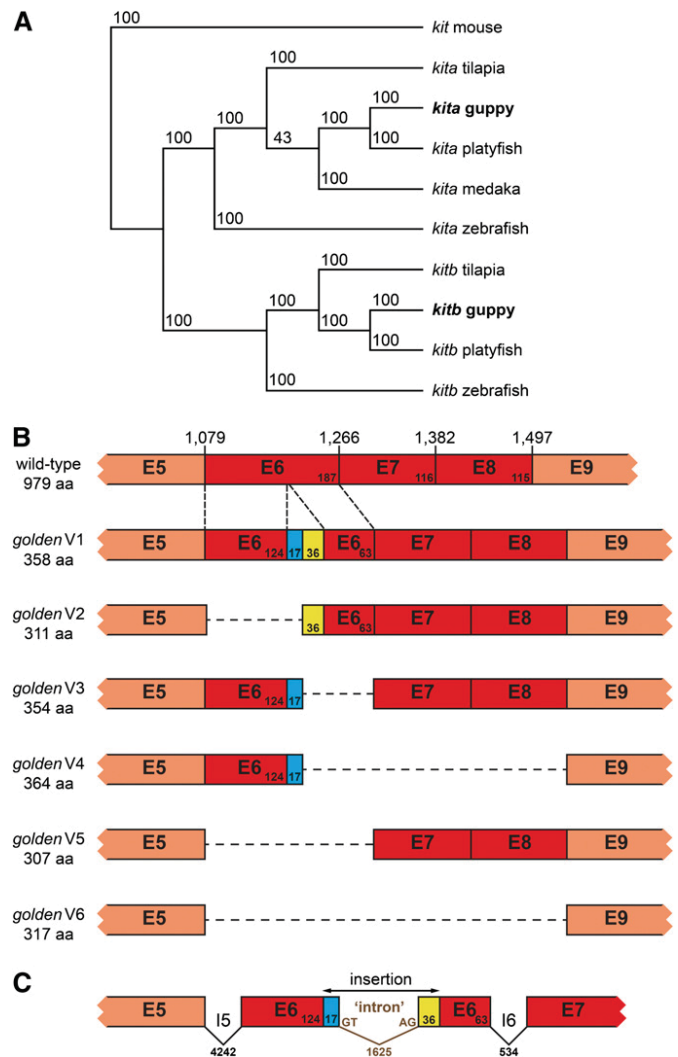 A
100
kit mouse
100
kita tilapia
100
kita guppy
100
100
100
43
100
kita platyfish
100
100
kita medaka
100
kita zebrafish
100
kitb tilapia
100
100
kitb guppy
100
100
100
kitb platyfish
100
kitb zebrafish
B
1,079 1,266 1,382 1,497
wild-type
979 aa
E5 E6 187 E7 116 E8 115 E9
golden V1
358 aa
E5 E6 124 17 36 E6 63 E7 E8 E9
golden V2
311 aa
E5 36 E6 63 E7 E8 E9
golden V3
354 aa
E5 E6 124 17 E7 E8 E9
golden V4
364 aa
E5 E6 124 17 E9
golden V5
307 aa
E5 E7 E8 E9
golden V6
317 aa
E5 E9
C
insertion
E5 I5 E6 124 17 'intron' 36 E6 63 I6 E7
GT AG
4242 1625 534